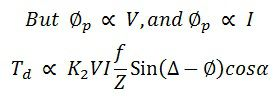 But ∅p ∝ V, and ∅p ∝ I
Td ∝ K2VI f/Z Sin(Δ − ∅)cosα